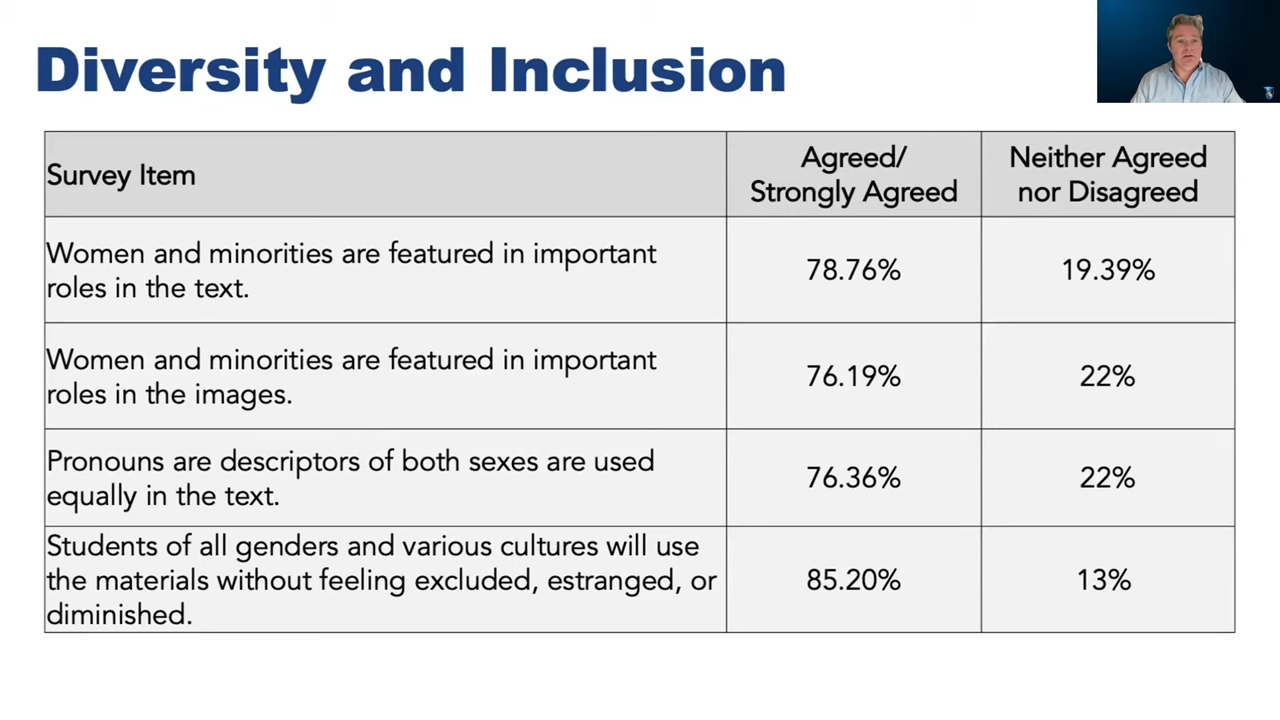 Diversity and Inclusion
Survey Item
Agreed/
Strongly Agreed
Neither Agreed
nor Disagreed
Women and minorities are featured in important
roles in the text.
78.76%
19.39%
Women and minorities are featured in important
roles in the images.
76.19%
22%
Pronouns are descriptors of both sexes are used
equally in the text.
76.36%
22%
Students of all genders and various cultures will use
the materials without feeling excluded, estranged, or
diminished.
85.20%
13%